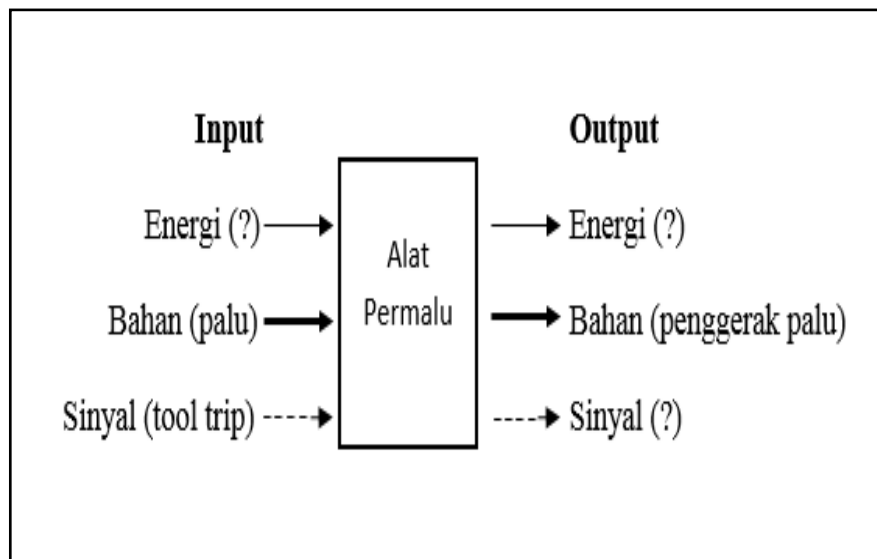 Input
Output
Energi (?)
Energi (?)
Alat
Permalu
Bahan (palu)
Bahan (penggerak palu)
Sinyal (tool trip)
Sinyal (?)